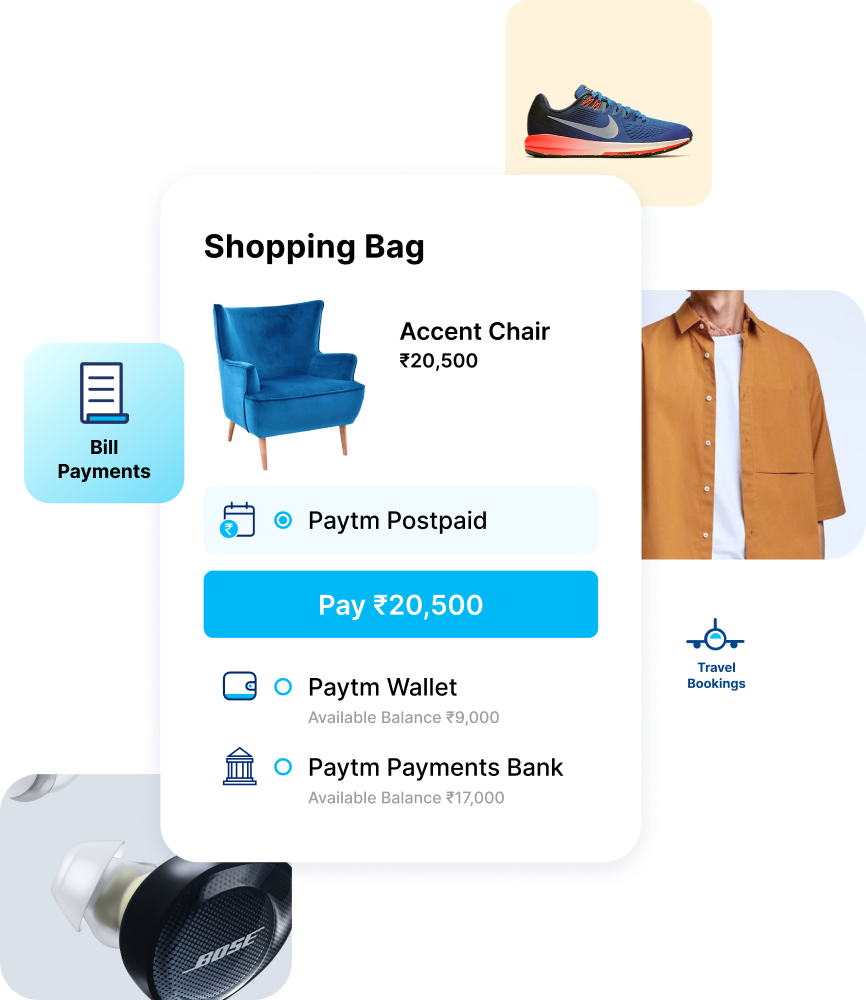 Shopping Bag
Accent Chair
₹20,500
Bill
Payments
₹
Paytm Postpaid
Pay ₹20,500
Paytm Wallet
Available Balance ₹9,000
Travel
Bookings
Paytm Payments Bank
Available Balance ₹17,000
BOSE